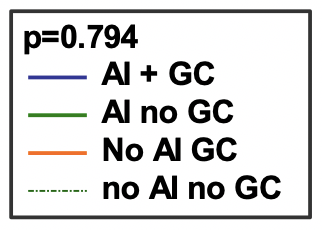 p=0.794
AI + GC
AI no GC
No AI GC
no AI no GC